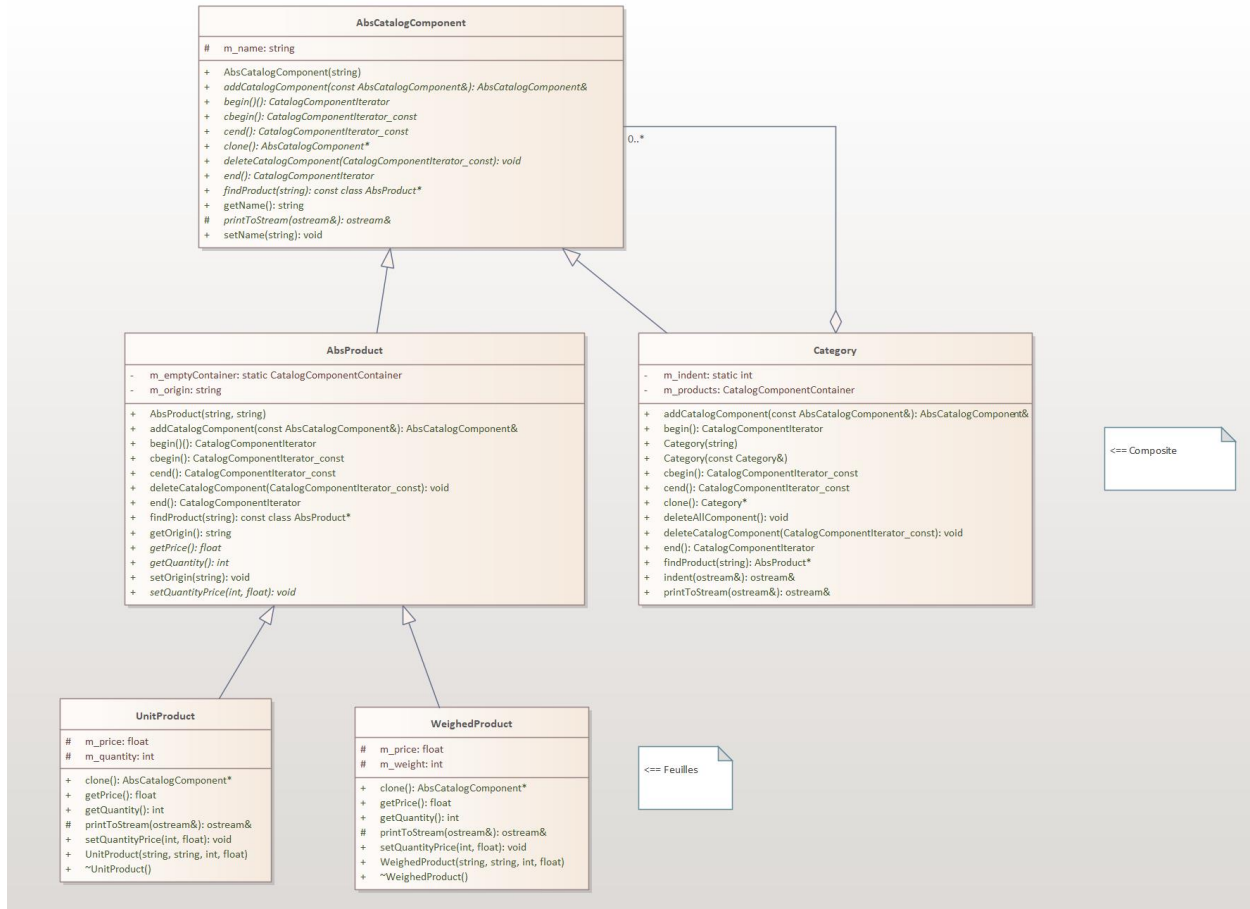 AbsCatalogComponent
# m_name: string
+ AbsCatalogComponent(string)
+ addCatalogComponent(const AbsCatalogComponent&): AbsCatalogComponent&
+ begin()(): CatalogComponentIterator
+ cbegin(): CatalogComponentIterator_const
+ cend(): CatalogComponentIterator_const
+ clone(): AbsCatalogComponent*
+ deleteCatalogComponent(CatalogComponentIterator_const): void
+ end(): CatalogComponentIterator
+ findProduct(string): const class AbsProduct*
+ getName(): string
# printToStream(ostream&): ostream&
+ setName(string): void
0..*
AbsProduct
- m_emptyContainer: static CatalogComponentContainer
- m_origin: string
+ AbsProduct(string, string)
+ addCatalogComponent(const AbsCatalogComponent&): AbsCatalogComponent&
+ begin()(): CatalogComponentIterator
+ cbegin(): CatalogComponentIterator_const
+ cend(): CatalogComponentIterator_const
+ deleteCatalogComponent(CatalogComponentIterator_const): void
+ end(): CatalogComponentIterator
+ findProduct(string): const class AbsProduct*
+ getOrigin(): string
+ getPrice(): float
+ getQuantity(): int
+ setOrigin(string): void
+ setQuantityPrice(int, float): void
Category
- m_indent: static int
- m_products: CatalogComponentContainer
+ addCatalogComponent(const AbsCatalogComponent&): AbsCatalogComponent&
+ begin(): CatalogComponentIterator
+ Category(string)
+ Category(const Category&)
+ cbegin(): CatalogComponentIterator_const
+ cend(): CatalogComponentIterator_const
+ clone(): Category*
+ deleteAllComponent(): void
+ deleteCatalogComponent(CatalogComponentIterator_const): void
+ end(): CatalogComponentIterator
+ findProduct(string): AbsProduct*
+ indent(ostream&): ostream&
+ printToStream(ostream&): ostream&
<== Composite
UnitProduct
# m_price: float
# m_quantity: int
+ clone(): AbsCatalogComponent*
+ getPrice(): float
+ getQuantity(): int
# printToStream(ostream&): ostream&
+ setQuantityPrice(int, float): void
+ UnitProduct(string, string, int, float)
+ ~UnitProduct()
WeighedProduct
# m_price: float
# m_weight: int
+ clone(): AbsCatalogComponent*
+ getPrice(): float
+ getQuantity(): int
# printToStream(ostream&): ostream&
+ setQuantityPrice(int, float): void
+ WeighedProduct(string, string, int, float)
+ ~WeighedProduct()
<== Feuilles